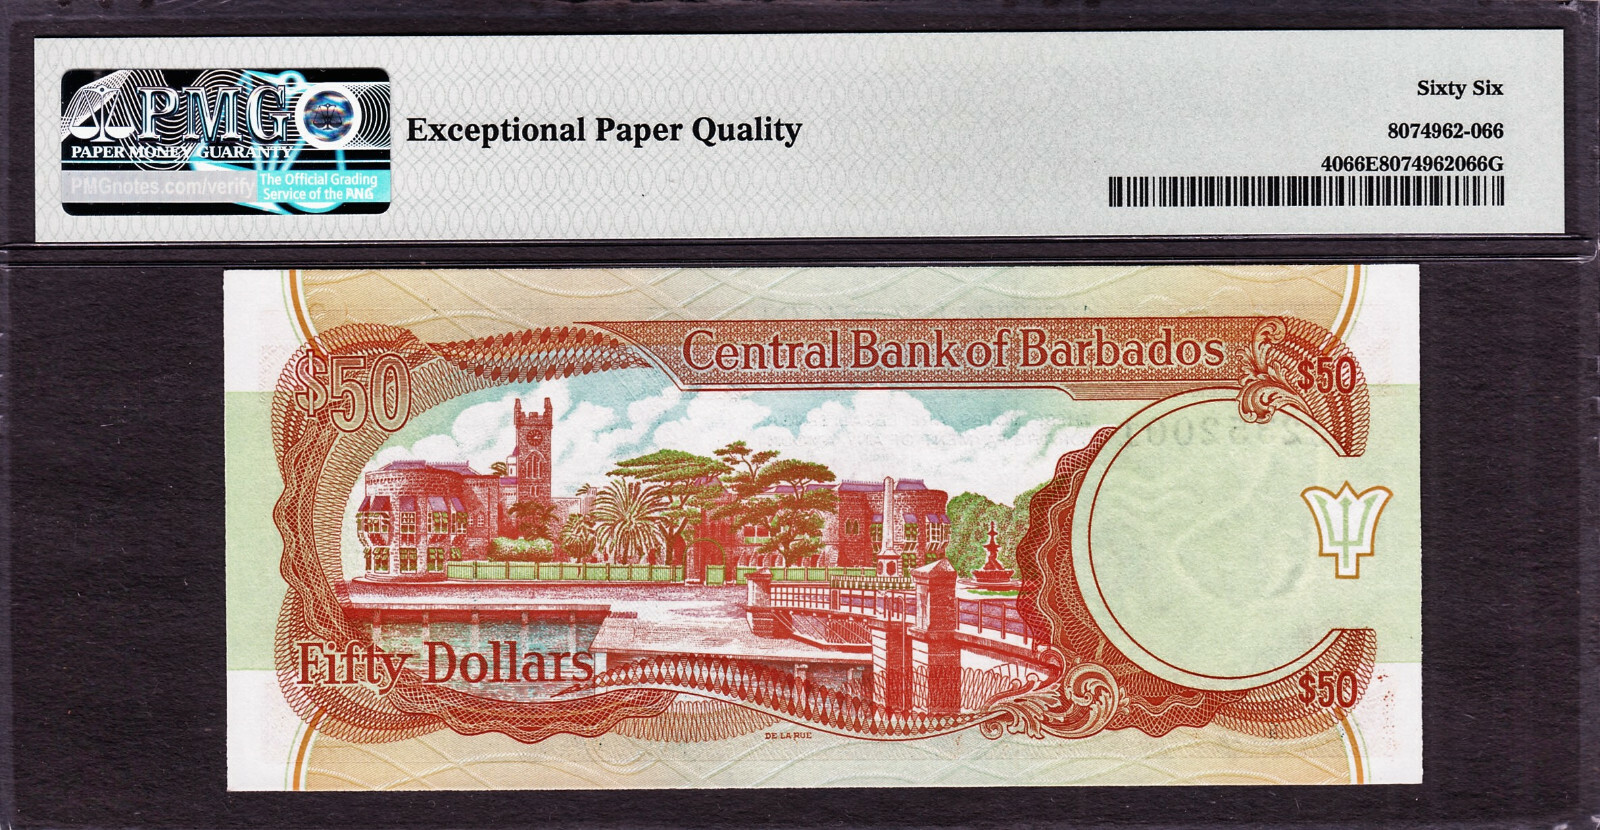 PMG
PAPER MONEY GUARANTY
PMGnotes.com/verify
The Official Grading
Service of the PNG
Exceptional Paper Quality
Sixty Six
8074962-066
4066E8074962066G
Central Bank of Barbados
$50
$50
Fifty Dollars
$50
DE LA RUE